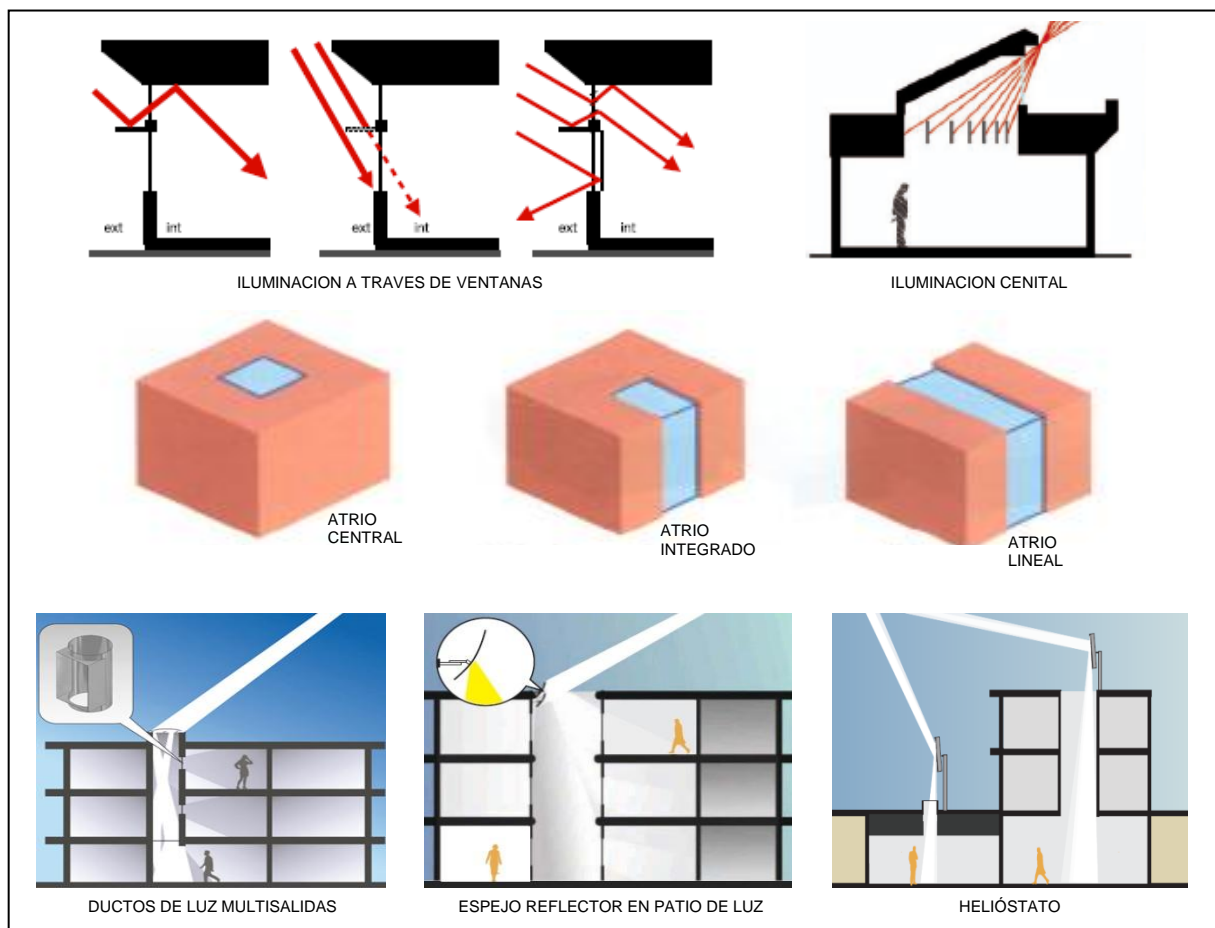 ext int
ext int
ext int
ILUMINACION A TRAVES DE VENTANAS
ILUMINACION CENITAL
ATRIO
CENTRAL
ATRIO
INTEGRADO
ATRIO
LINEAL
DUCTOS DE LUZ MULTISALIDAS
ESPEJO REFLECTOR EN PATIO DE LUZ
HELIÓSTATO